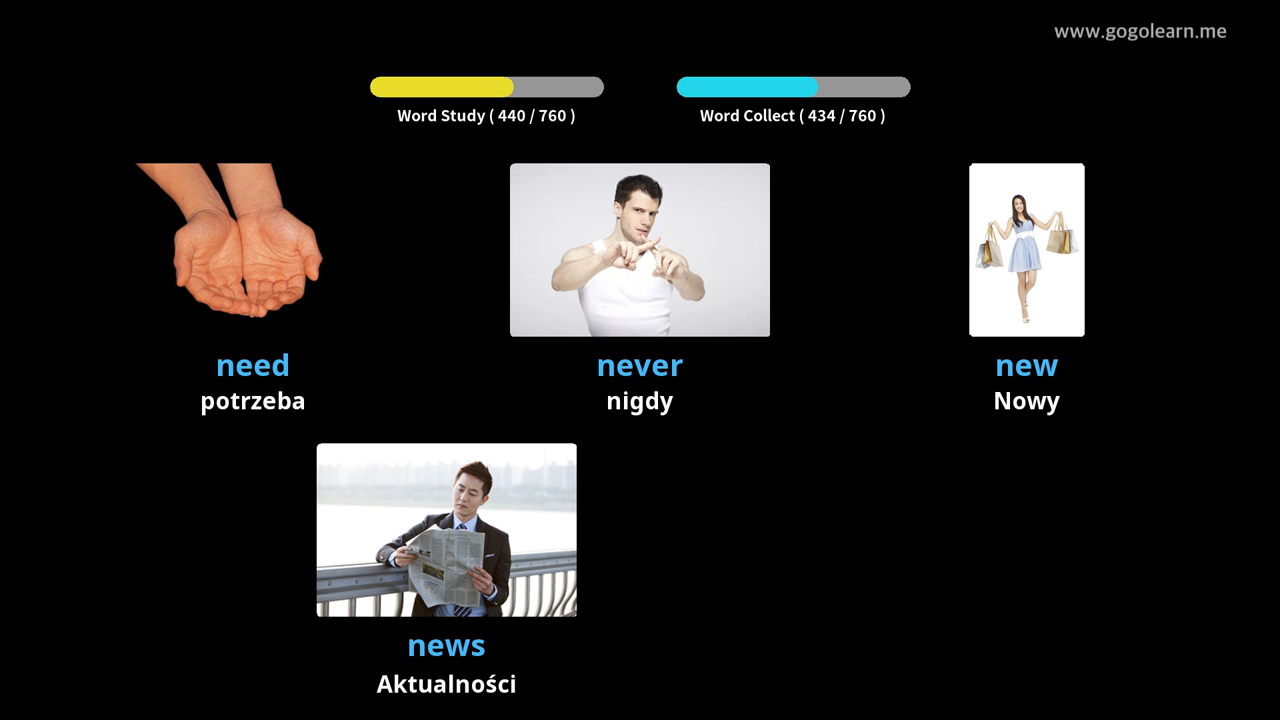 www.gogolearn.me
Word Study ( 440 / 760 )
Word Collect ( 434 / 760 )
need
potrzeba
never
nigdy
new
Nowy
news
Aktualności